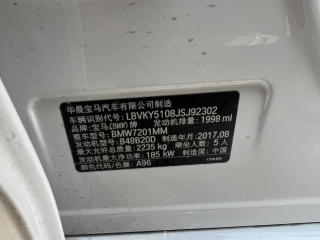 华晨宝马汽车有限公司制造
车辆识别代号: LBVKY5108JSJ92302
品牌: 宝马(BMW)牌 发动机排量: 1998 ml
整车型号: BMW7201MM
发动机型号: B48B20D 制造年月: 2017.08
最大允许总质量: 2235 kg 乘坐人数: 5 人
发动机最大净功率: 185 kW 制造国: 中国
颜色代码/色圈: A96